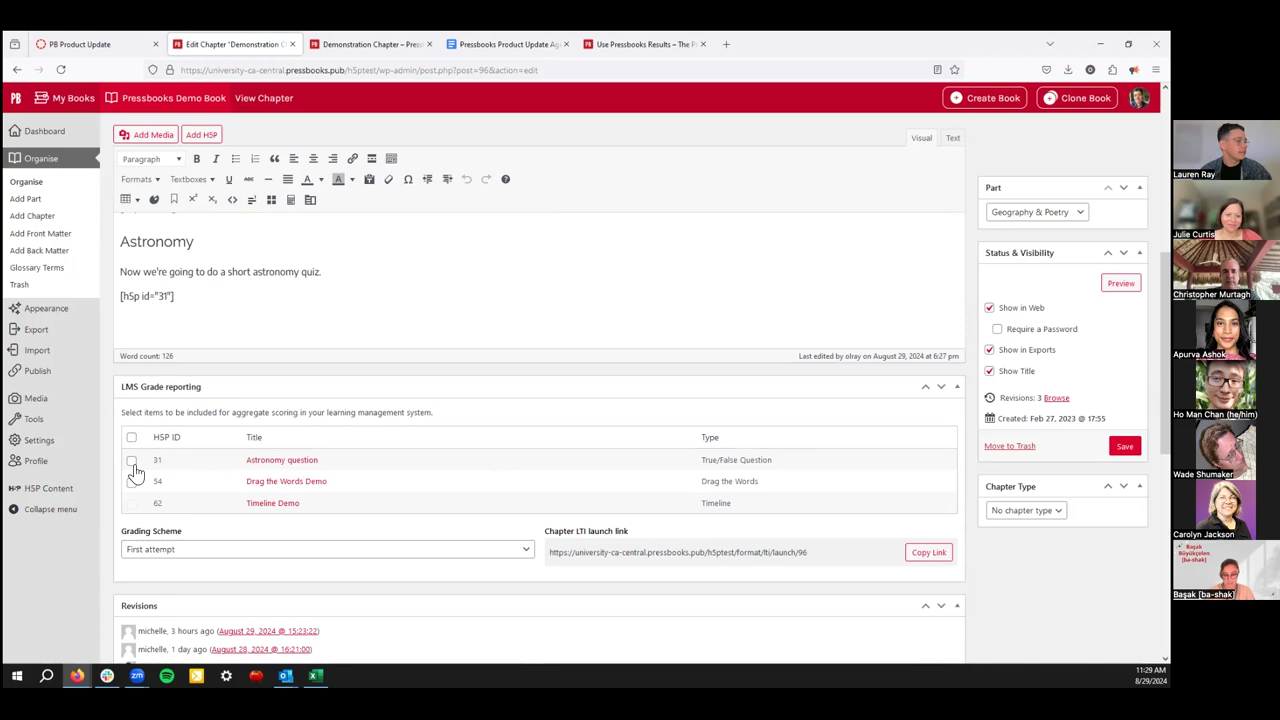 PB Product Update
Edit Chapter "Demonstration C
Demonstration Chapter – Press
Pressbooks Product Update Ag
Use Pressbooks Results – The P
https://university-ca-central.pressbooks.pub/h5ptest/wp-admin/post.php?post=96&action=edit
PB My Books Pressbooks Demo Book View Chapter Create Book Clone Book
Dashboard
Organise
Organise
Add Part
Add Chapter
Add Front Matter
Add Back Matter
Glossary Terms
Trash
Appearance
Export
Import
Publish
Media
Tools
Settings
Profile
H5P Content
Collapse menu
Add Media Add H5P
Visual Text
Paragraph
Formats Textboxes
Astronomy
Now we're going to do a short astronomy quiz.
[h5p id="31"]
Word count: 126 Last edited by olray on August 29, 2024 at 6:27 pm
LMS Grade reporting
Select items to be included for aggregate scoring in your learning management system.
H5P ID Title Type
31 Astronomy question True/False Question
54 Drag the Words Demo Drag the Words
62 Timeline Demo Timeline
Grading Scheme
First attempt
Chapter LTI launch link
https://university-ca-central.pressbooks.pub/h5ptest/format/lti/launch/96 Copy Link
Revisions
michelle, 3 hours ago (August 29, 2024 @ 15:23:22)
michelle, 1 day ago (August 28, 2024 @ 16:21:00)
Part
Geography & Poetry
Status & Visibility
Preview
Show in Web
Require a Password
Show in Exports
Show Title
Revisions: 3 Browse
Created: Feb 27, 2023 @ 17:55
Move to Trash Save
Chapter Type
No chapter type
11:29 AM
8/29/2024
Lauren Ray
Julie Curtis
Christopher Murtagh
Apurva Ashok
Ho Man Chan (he/him)
Wade Shumaker
Carolyn Jackson
Başak
Büyükçelen
[ba-shak]
Başak [ba-shak]